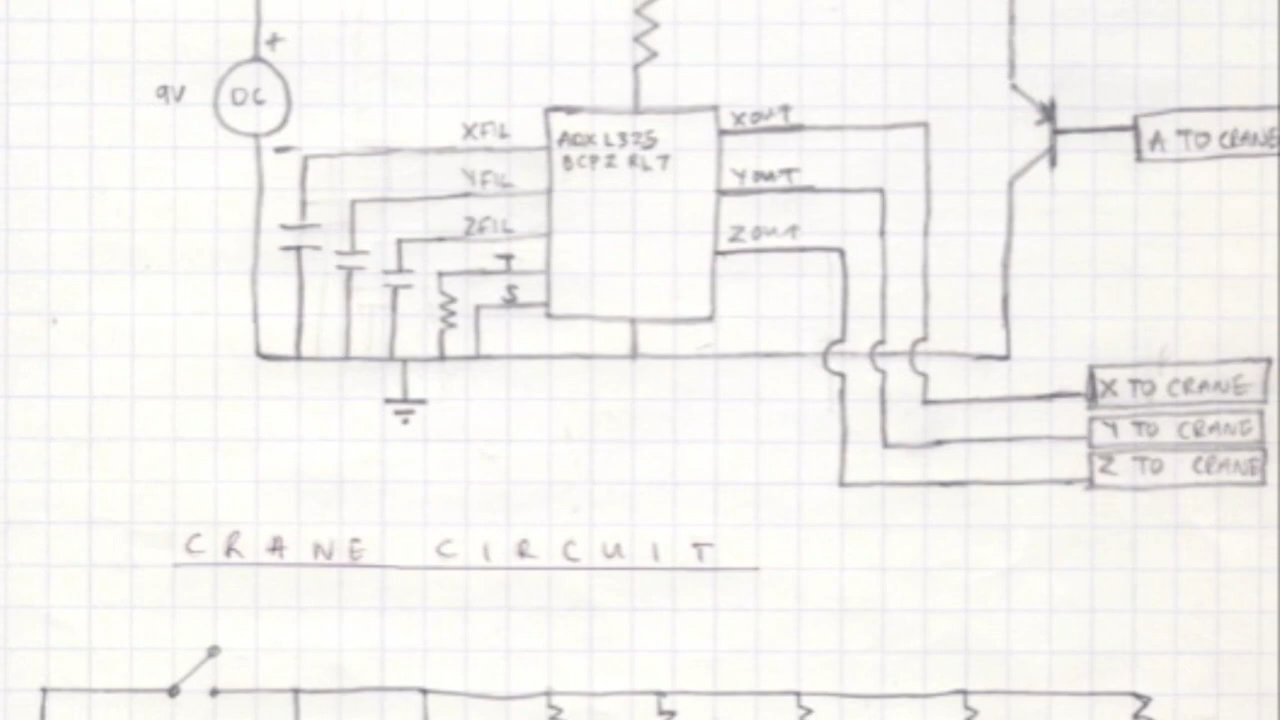 +
9V
DC
-
XFIL
YFIL
ZFIL
T
S
ADXL325
BCPZ RL7
XOUT
YOUT
ZOUT
A TO CRANE
X TO CRANE
Y TO CRANE
Z TO CRANE
CRANE CIRCUIT